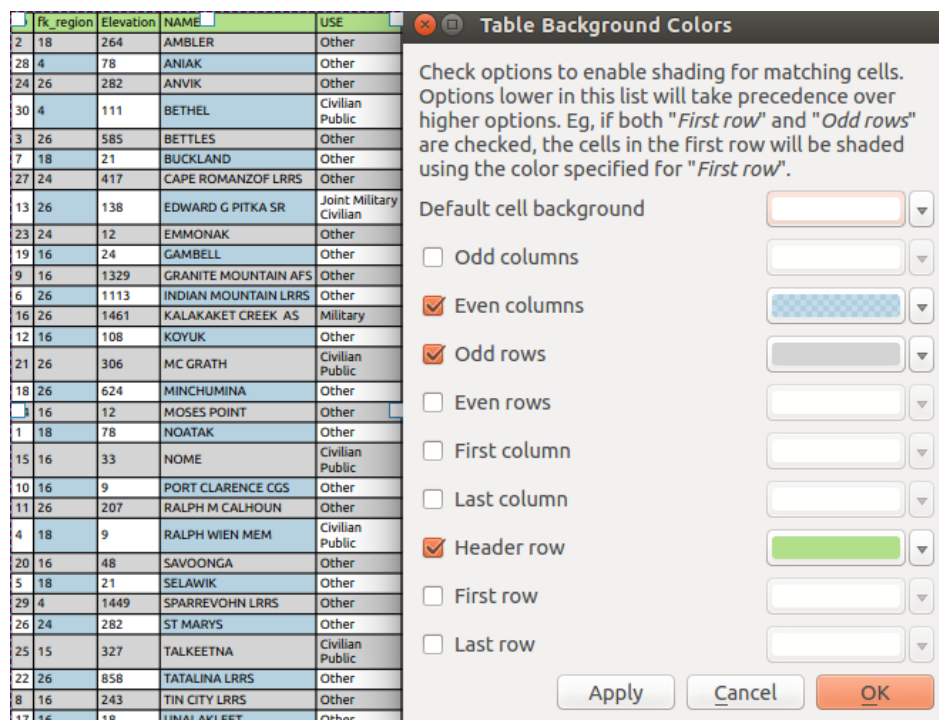 fk_region Elevation NAME USE
2 18 264 AMBLER Other
28 4 78 ANIAK Other
24 26 282 ANVIK Other
30 4 111 BETHEL Civilian
Public
3 26 585 BETTLES Other
7 18 21 BUCKLAND Other
27 24 417 CAPE ROMANZOF LRRS Other
13 26 138 EDWARD G PITKA SR Joint Military
Civilian
23 24 12 EMMONAK Other
19 16 24 GAMBELL Other
9 16 1329 GRANITE MOUNTAIN AFS Other
6 26 1113 INDIAN MOUNTAIN LRRS Other
16 26 1461 KALAKAKET CREEK AS Military
12 16 108 KOYUK Other
21 26 306 MC GRATH Civilian
Public
18 26 624 MINCHUMINA Other
16 12 MOSES POINT Other
1 18 78 NOATAK Other
15 16 33 NOME Civilian
Public
10 16 9 PORT CLARENCE CGS Other
11 26 207 RALPH M CALHOUN Other
4 18 9 RALPH WIEN MEM Civilian
Public
20 16 48 SAVOONGA Other
5 18 21 SELAWIK Other
29 4 1449 SPARREVOHN LRRS Other
26 24 282 ST MARYS Other
25 15 327 TALKEETNA Civilian
Public
22 26 858 TATALINA LRRS Other
8 16 243 TIN CITY LRRS Other
17 16 18 UNALAKLEET Other
Table Background Colors
Check options to enable shading for matching cells.
Options lower in this list will take precedence over
higher options. Eg, if both "First row" and "Odd rows"
are checked, the cells in the first row will be shaded
using the color specified for "First row".
Default cell background
Odd columns
Even columns
Odd rows
Even rows
First column
Last column
Header row
First row
Last row
Apply Cancel OK